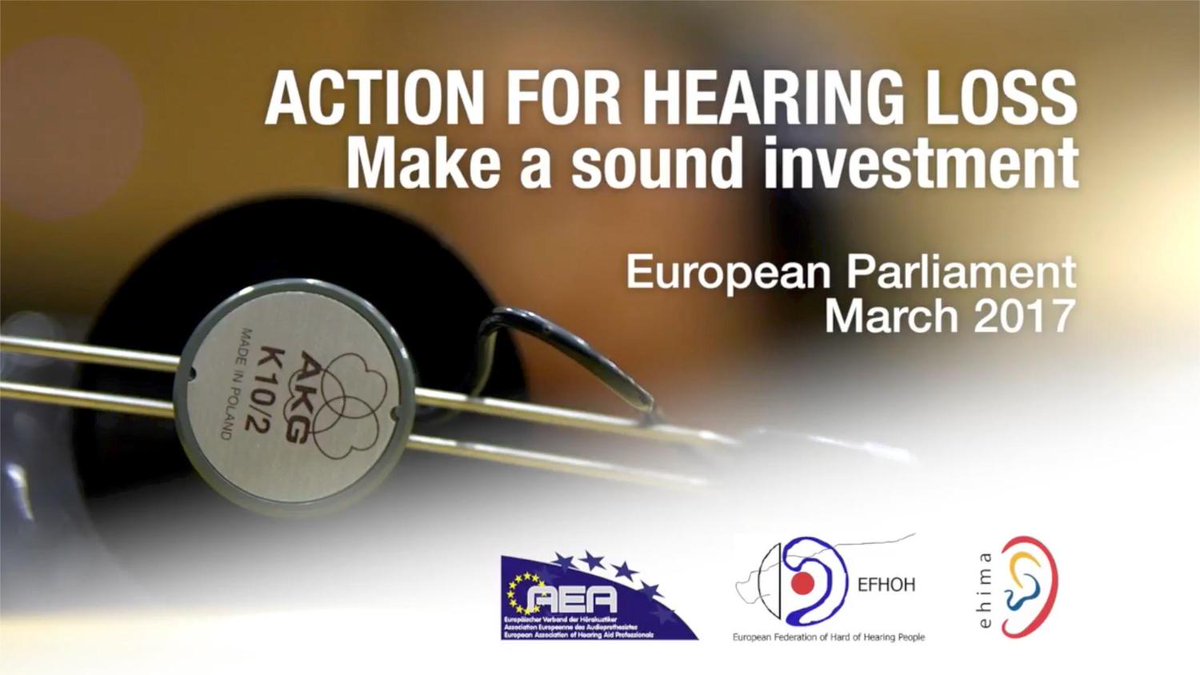 ACTION FOR HEARING LOSS
Make a sound investment
European Parliament
March 2017
AKG
K10/2
MADE IN POLAND
AEA
Europäischer Verband der Hörakustiker
Association Europeenne des Audioprothesistes
European Association of Hearing Aid Professionals
EFHOH
European Federation of Hard of Hearing People
ehima